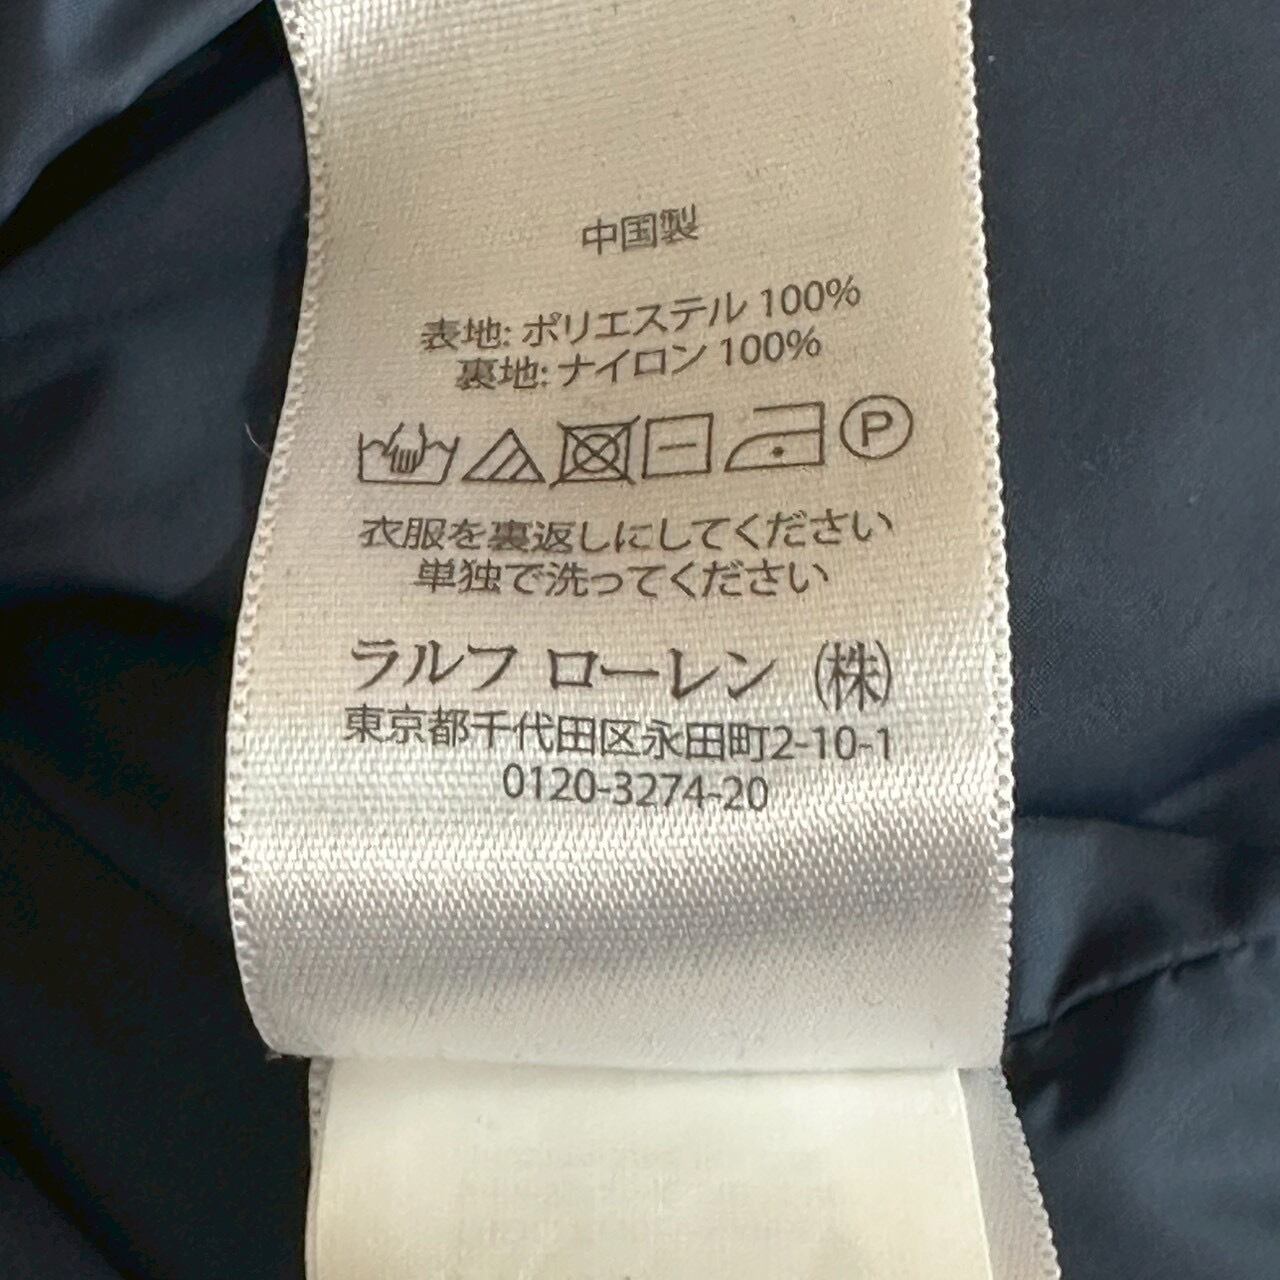 中国製
表地: ポリエステル 100%
裏地: ナイロン 100%
P
衣服を裏返しにしてください
単独で洗ってください
ラルフ ローレン (株)
東京都千代田区永田町2-10-1
0120-3274-20